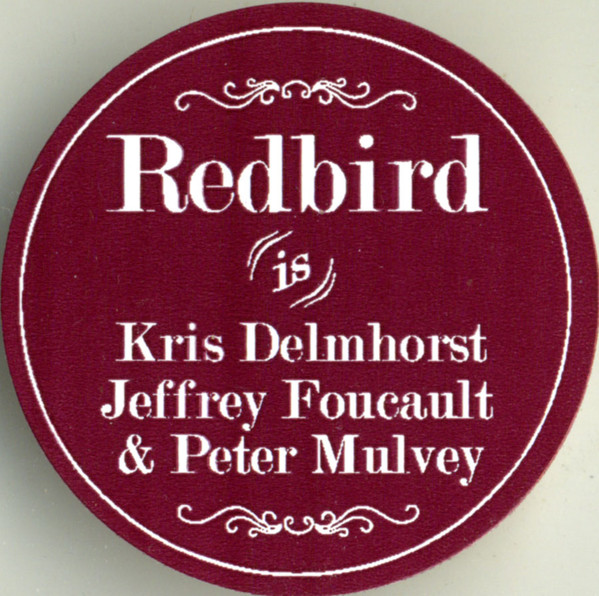 Redbird
is
Kris Delmhorst
Jeffrey Foucault
& Peter Mulvey